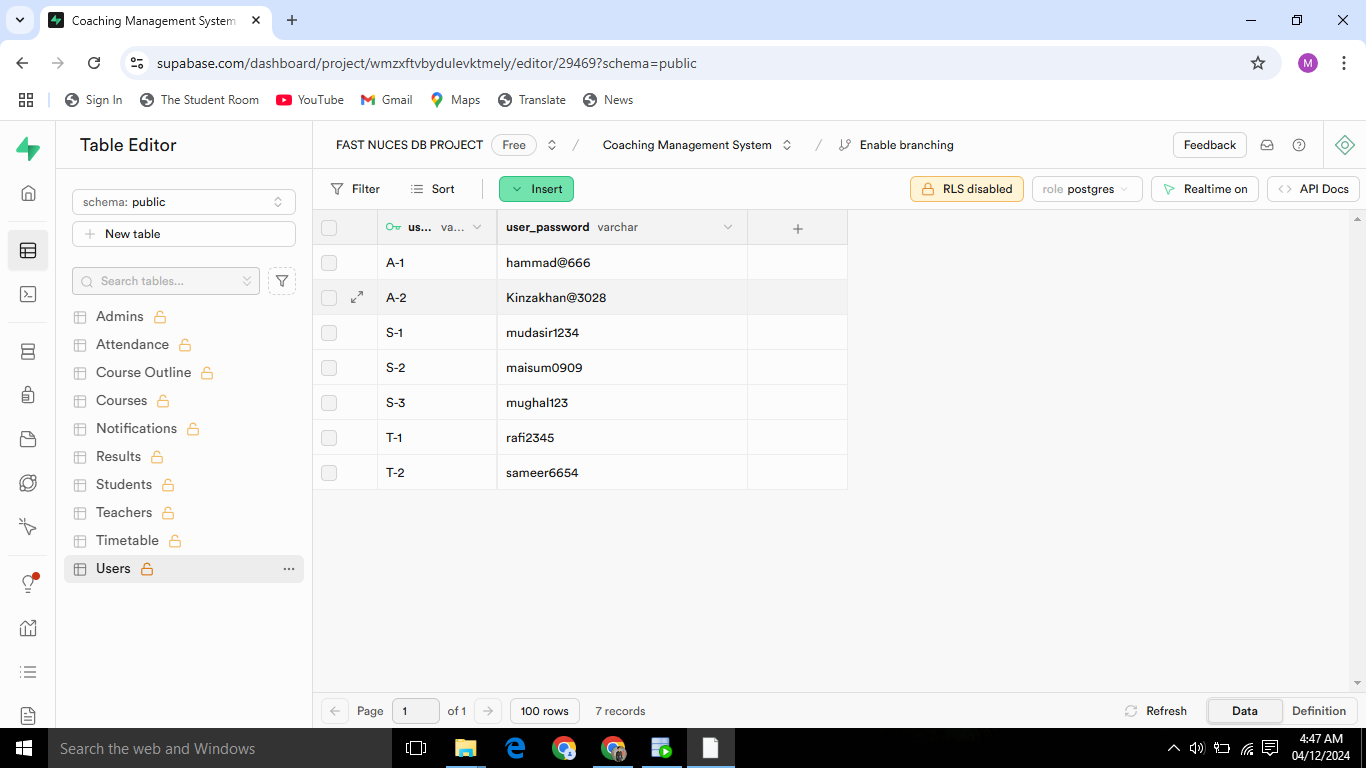 Coaching Management System
supabase.com/dashboard/project/wmzxftvbydulevktmely/editor/29469?schema=public
M
Sign In The Student Room YouTube Gmail Maps Translate News
Table Editor
FAST NUCES DB PROJECT Free / Coaching Management System / Enable branching Feedback
schema: public
New table
Search tables...
Admins
Attendance
Course Outline
Courses
Notifications
Results
Students
Teachers
Timetable
Users
Filter Sort Insert RLS disabled role postgres Realtime on API Docs
us... va... user_password varchar
A-1 hammad@666
A-2 Kinzakhan@3028
S-1 mudasir1234
S-2 maisum0909
S-3 mughal123
T-1 rafi2345
T-2 sameer6654
Page 1 of 1 100 rows 7 records Refresh Data Definition
Search the web and Windows
4:47 AM
04/12/2024